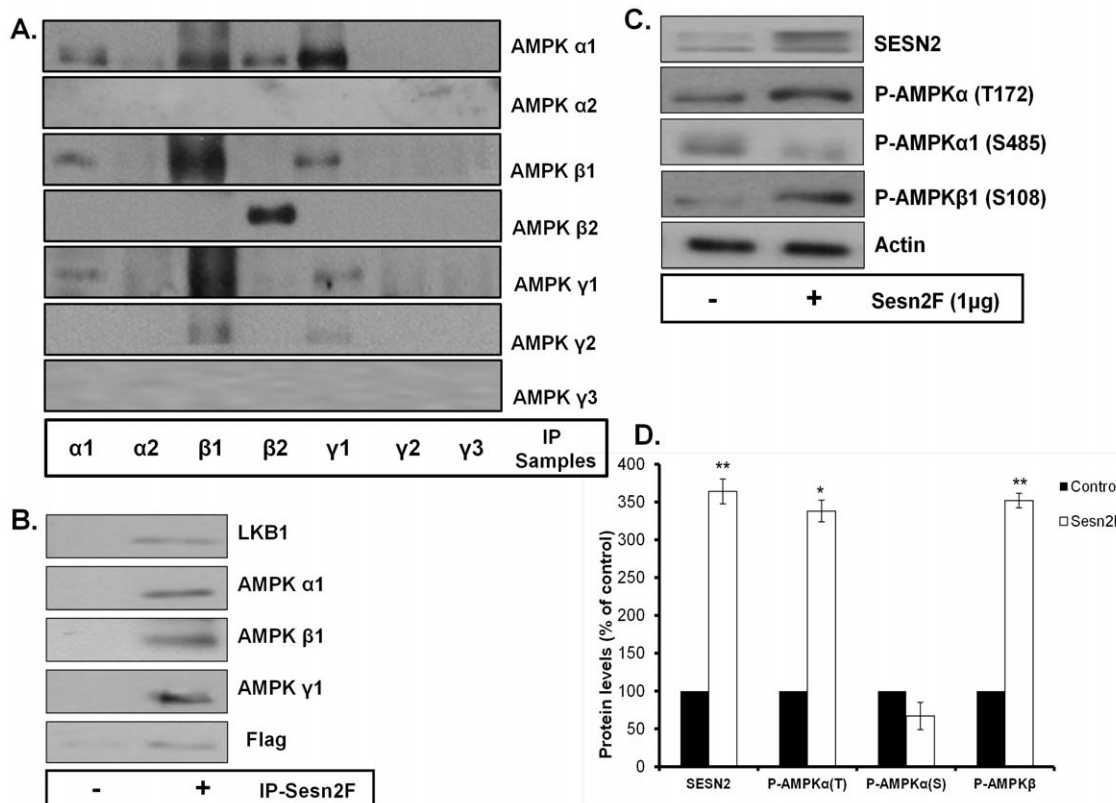 A.
AMPK α1
AMPK α2
AMPK β1
AMPK β2
AMPK γ1
AMPK γ2
AMPK γ3
α1 α2 β1 β2 γ1 γ2 γ3 IP Samples
B.
LKB1
AMPK α1
AMPK β1
AMPK γ1
Flag
- + IP-Sesn2F
C.
SESN2
P-AMPKα (T172)
P-AMPKα1 (S485)
P-AMPKβ1 (S108)
Actin
- + Sesn2F (1µg)
D.
Protein levels (% of control)
400
350
300
250
200
150
100
50
0
** * **
SESN2 P-AMPKα(T) P-AMPKα(S) P-AMPKβ
Contro